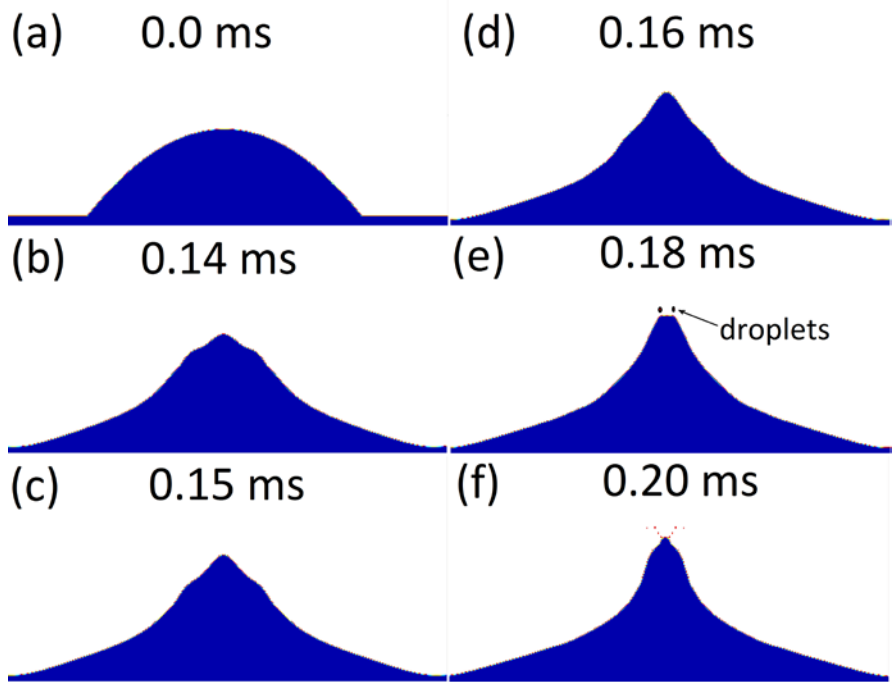 (a) 0.0 ms
(d) 0.16 ms
(b) 0.14 ms
(e) 0.18 ms
droplets
(c) 0.15 ms
(f) 0.20 ms